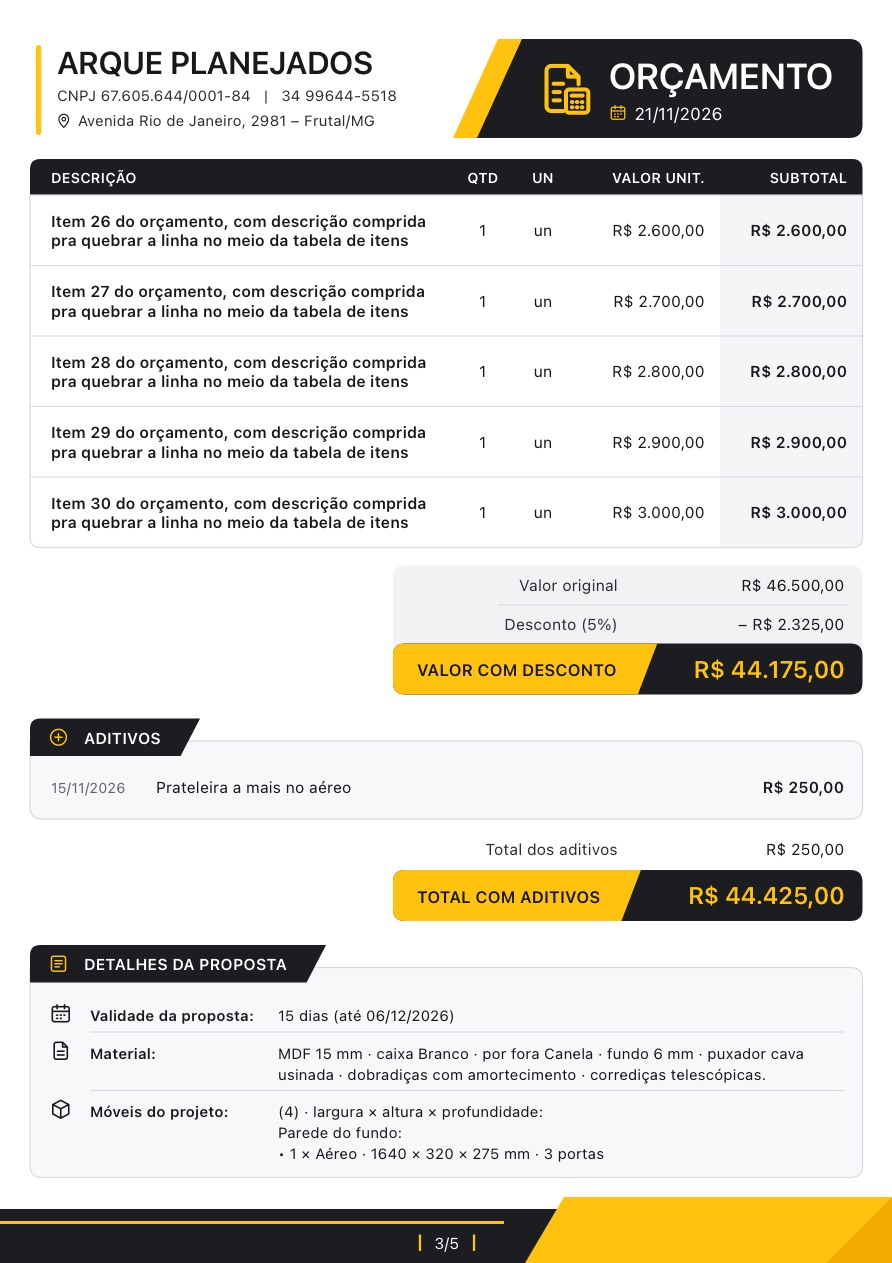 ARQUE PLANEJADOS
CNPJ 67.605.644/0001-84 | 34 99644-5518
Avenida Rio de Janeiro, 2981 – Frutal/MG
ORÇAMENTO
21/11/2026
DESCRIÇÃO QTD UN VALOR UNIT. SUBTOTAL
Item 26 do orçamento, com descrição comprida
pra quebrar a linha no meio da tabela de itens
1 un R$ 2.600,00 R$ 2.600,00
Item 27 do orçamento, com descrição comprida
pra quebrar a linha no meio da tabela de itens
1 un R$ 2.700,00 R$ 2.700,00
Item 28 do orçamento, com descrição comprida
pra quebrar a linha no meio da tabela de itens
1 un R$ 2.800,00 R$ 2.800,00
Item 29 do orçamento, com descrição comprida
pra quebrar a linha no meio da tabela de itens
1 un R$ 2.900,00 R$ 2.900,00
Item 30 do orçamento, com descrição comprida
pra quebrar a linha no meio da tabela de itens
1 un R$ 3.000,00 R$ 3.000,00
Valor original R$ 46.500,00
Desconto (5%) – R$ 2.325,00
VALOR COM DESCONTO R$ 44.175,00
ADITIVOS
15/11/2026 Prateleira a mais no aéreo R$ 250,00
Total dos aditivos R$ 250,00
TOTAL COM ADITIVOS R$ 44.425,00
DETALHES DA PROPOSTA
Validade da proposta: 15 dias (até 06/12/2026)
Material: MDF 15 mm · caixa Branco · por fora Canela · fundo 6 mm · puxador cava
usinada · dobradiças com amortecimento · corrediças telescópicas.
Móveis do projeto: (4) · largura × altura × profundidade:
Parede do fundo:
• 1 × Aéreo · 1640 × 320 × 275 mm · 3 portas
| 3/5 |